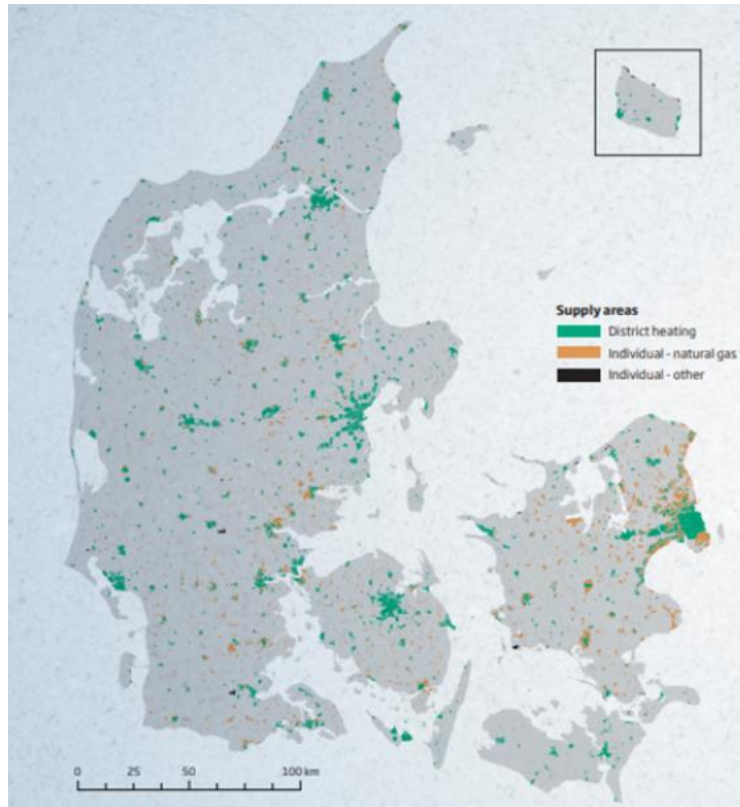 Supply areas
District heating
Individual - natural gas
Individual - other
0 25 50 100 km